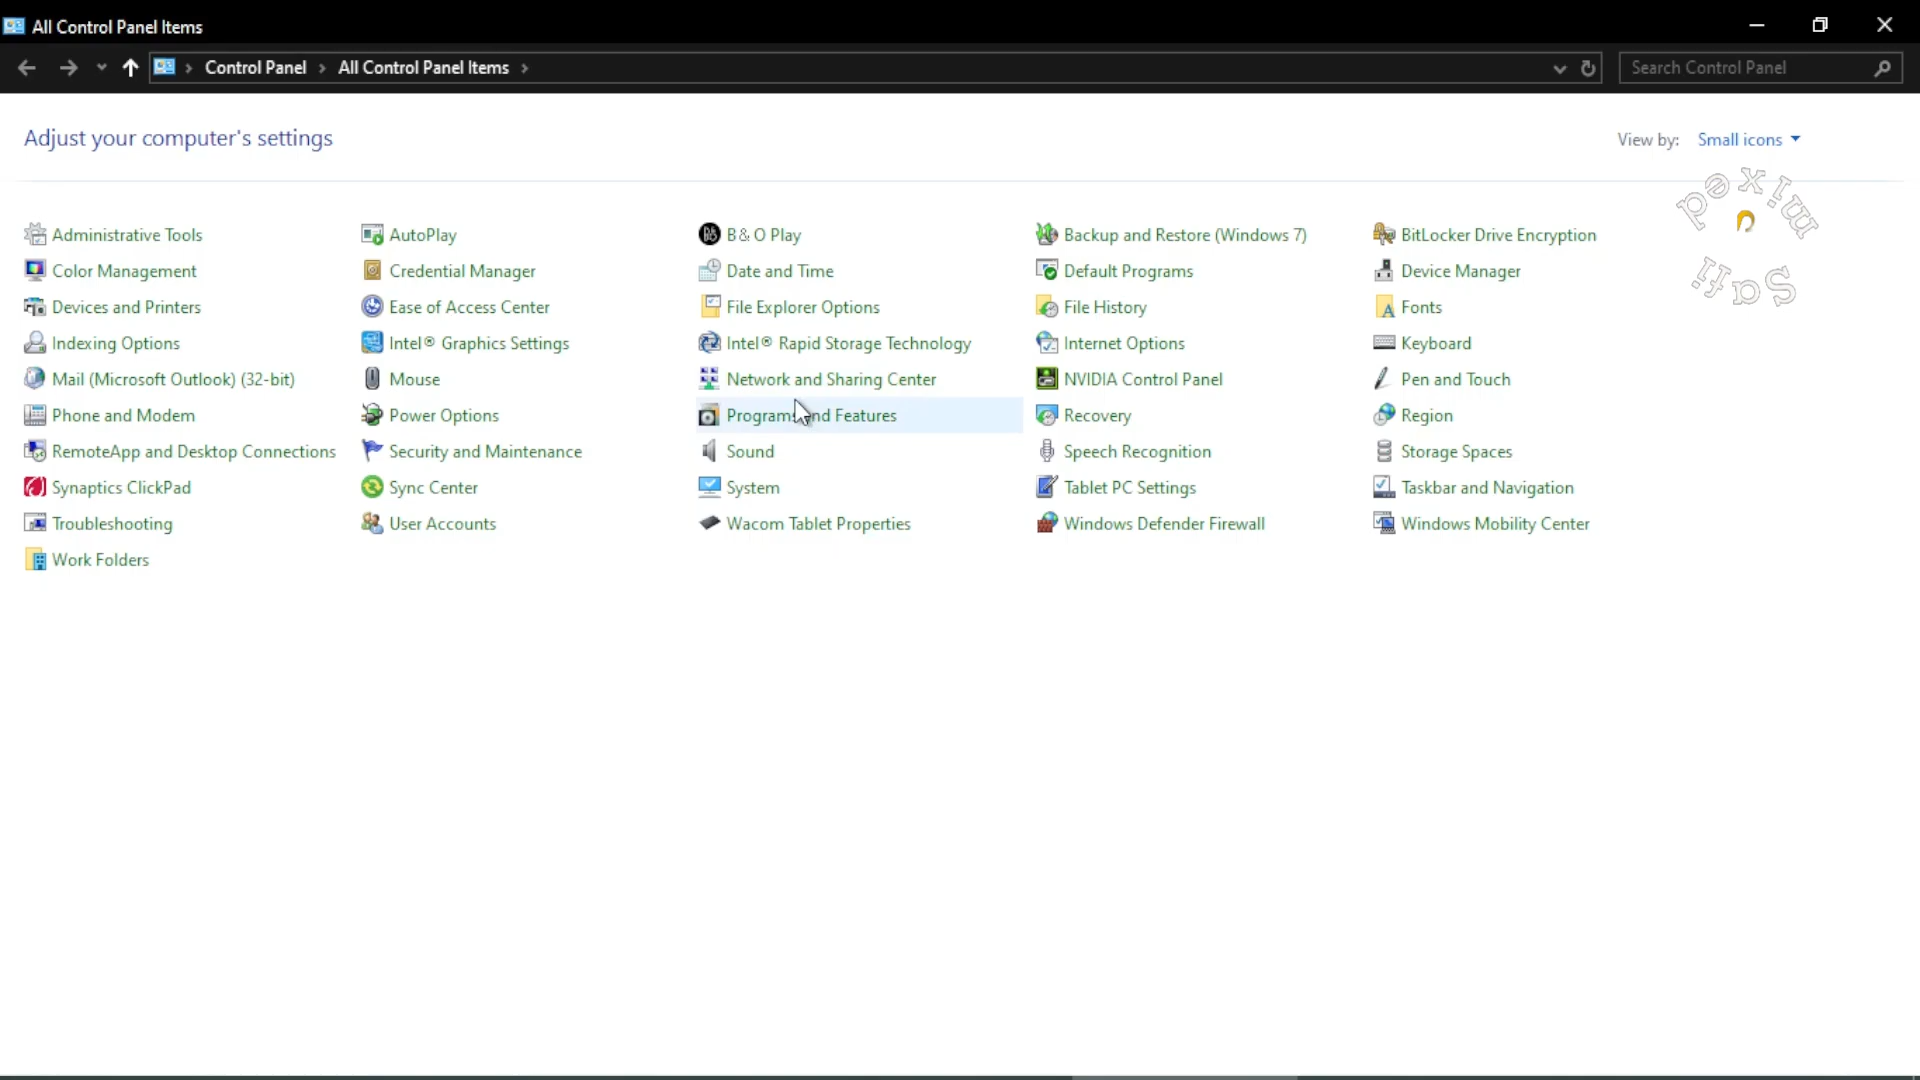 All Control Panel Items
Control Panel > All Control Panel Items >
Search Control Panel
Adjust your computer's settings
View by: Small icons
Administrative Tools
AutoPlay
B & O Play
Backup and Restore (Windows 7)
BitLocker Drive Encryption
Color Management
Credential Manager
Date and Time
Default Programs
Device Manager
Devices and Printers
Ease of Access Center
File Explorer Options
File History
Fonts
Indexing Options
Intel® Graphics Settings
Intel® Rapid Storage Technology
Internet Options
Keyboard
Mail (Microsoft Outlook) (32-bit)
Mouse
Network and Sharing Center
NVIDIA Control Panel
Pen and Touch
Phone and Modem
Power Options
Programs and Features
Recovery
Region
RemoteApp and Desktop Connections
Security and Maintenance
Sound
Speech Recognition
Storage Spaces
Synaptics ClickPad
Sync Center
System
Tablet PC Settings
Taskbar and Navigation
Troubleshooting
User Accounts
Wacom Tablet Properties
Windows Defender Firewall
Windows Mobility Center
Work Folders
Safi
mixed